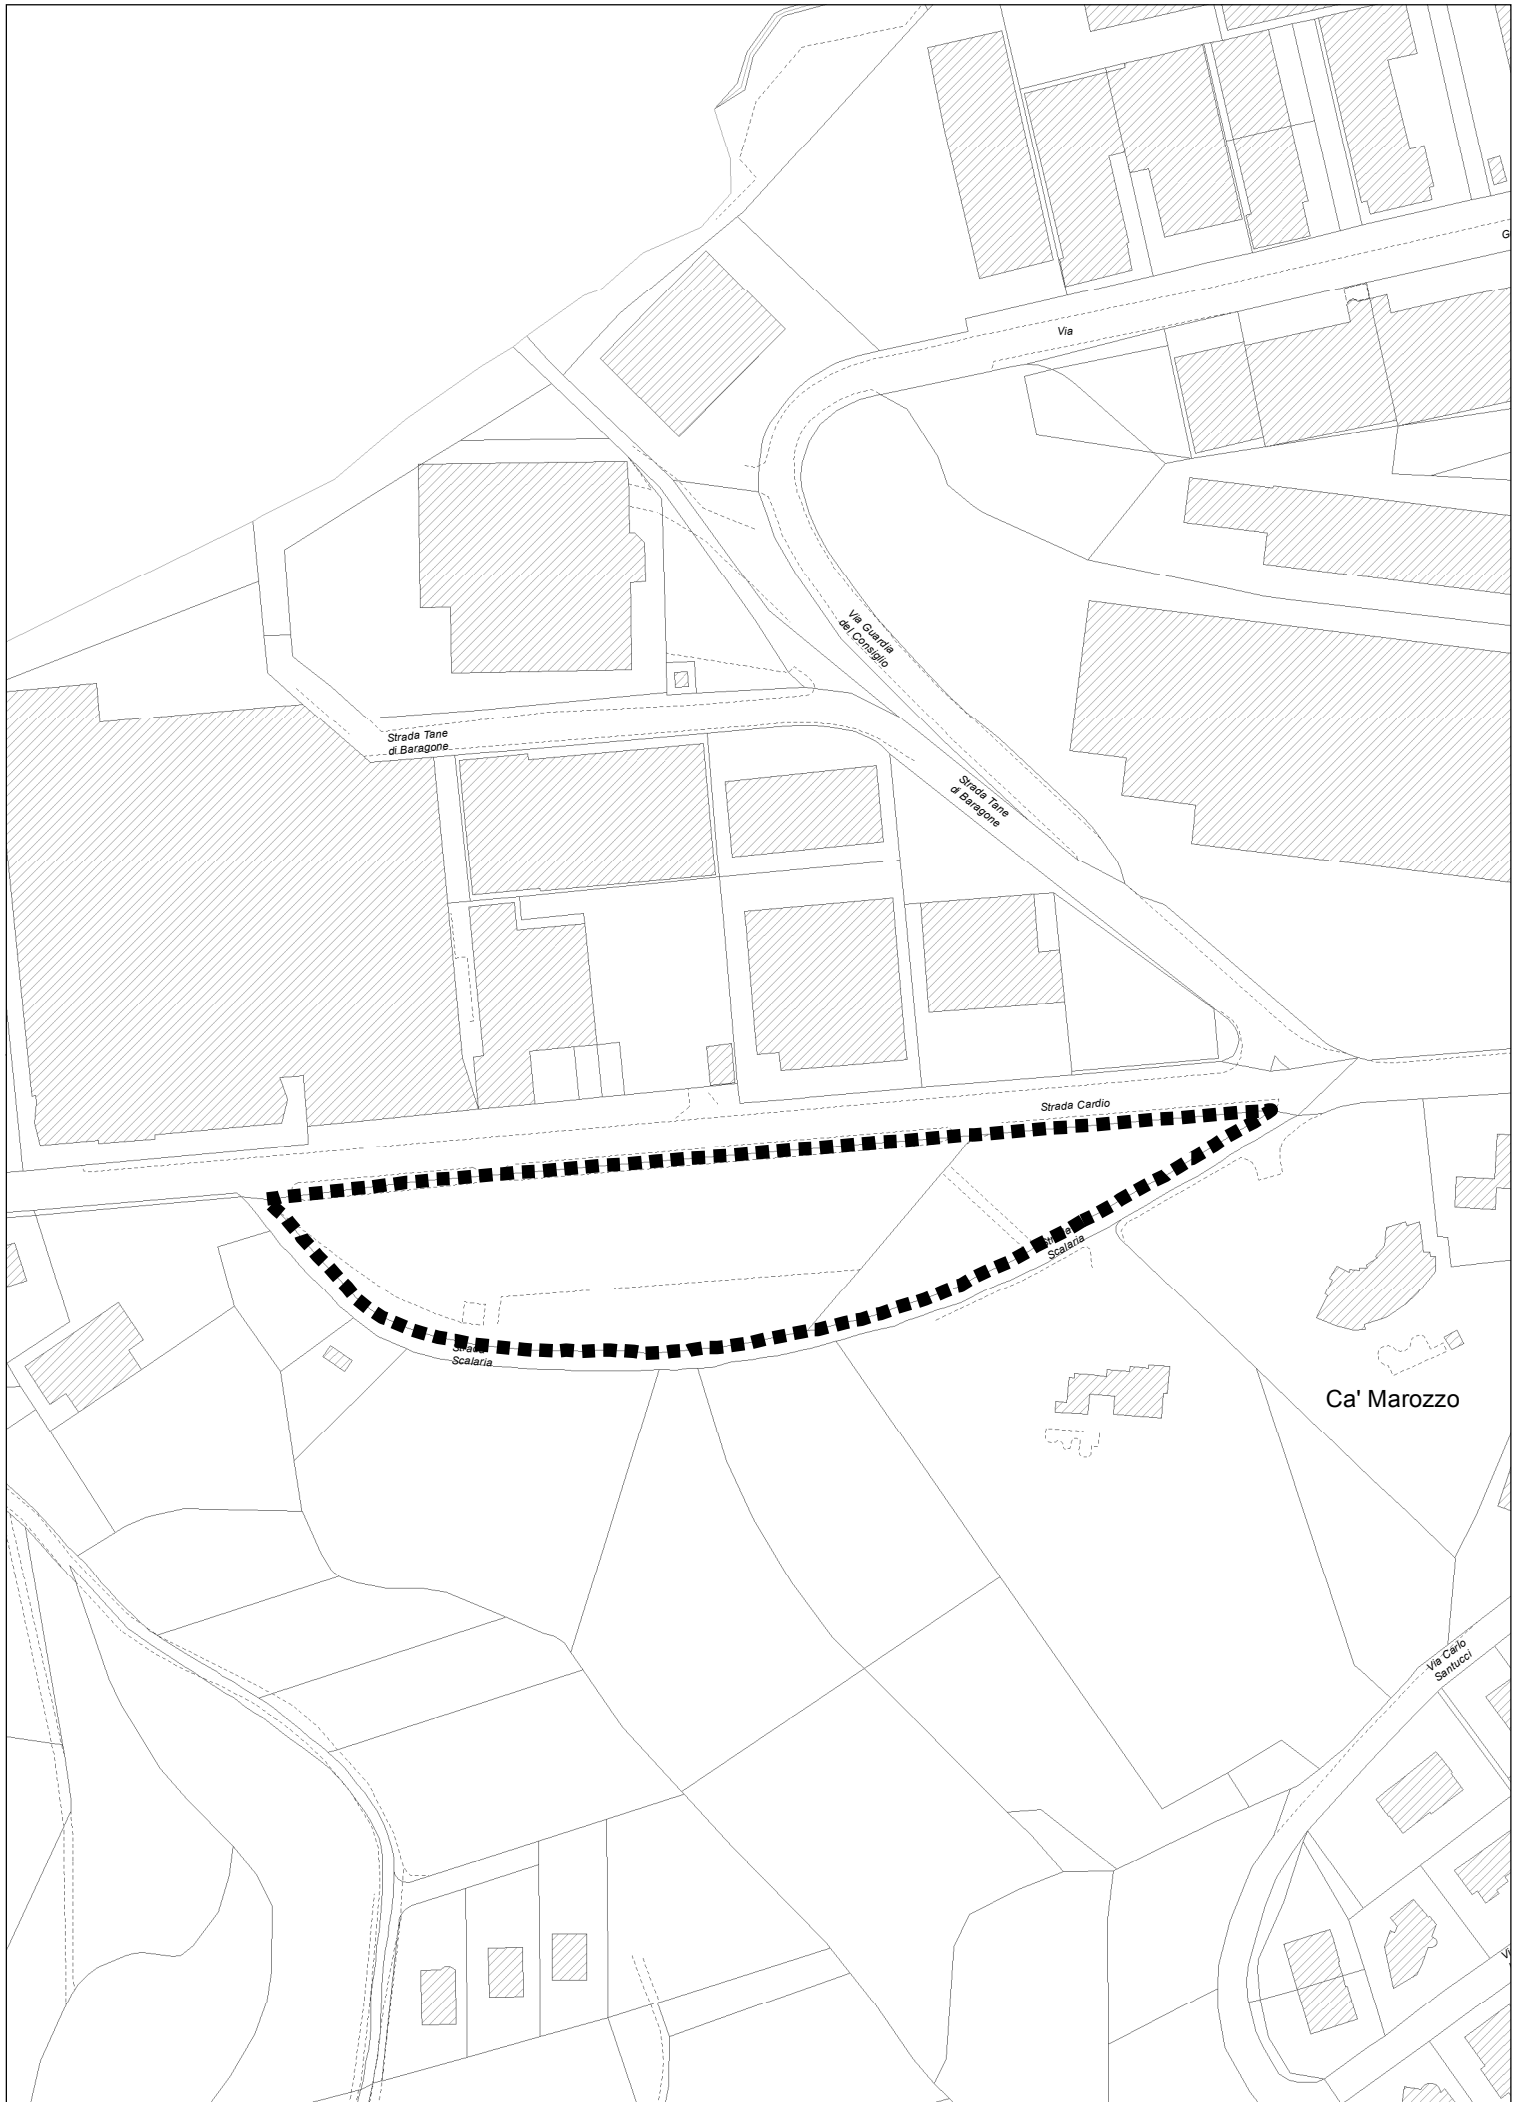 G
Via
Via Guardia
del Consiglio
Strada Tane
di Baragone
Strada Tane
di Baragone
Strada Cardio
Scalaria
Strada
Scalaria
Ca' Marozzo
Via Carlo
Santucci
Vi